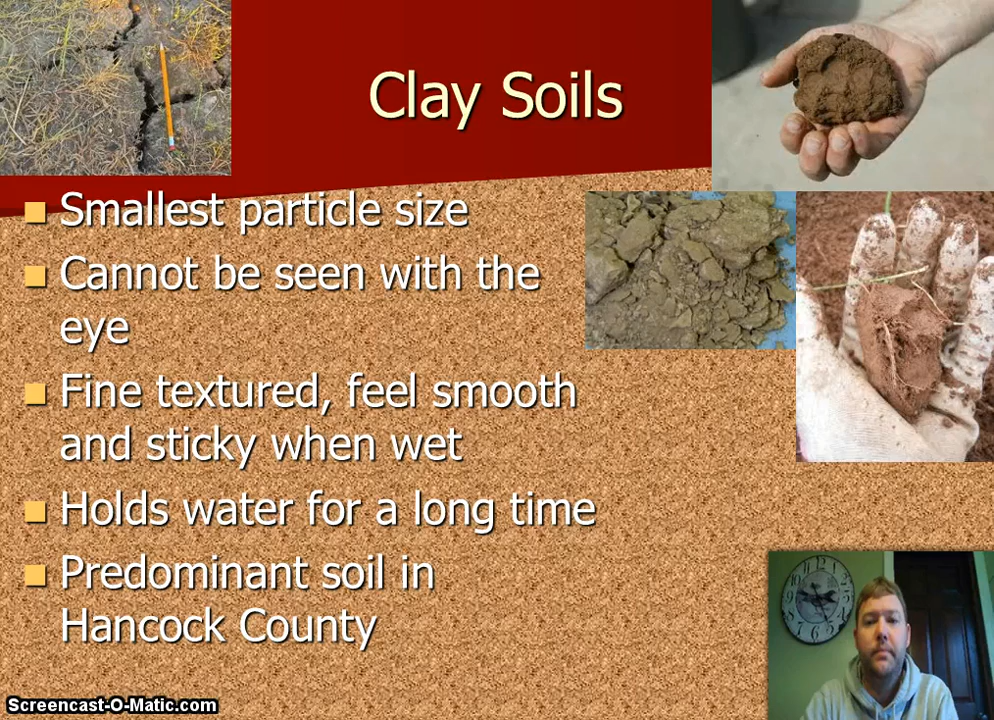 Clay Soils
Smallest particle size
Cannot be seen with the
eye
Fine textured, feel smooth
and sticky when wet
Holds water for a long time
Predominant soil in
Hancock County
Screencast-O-Matic.com